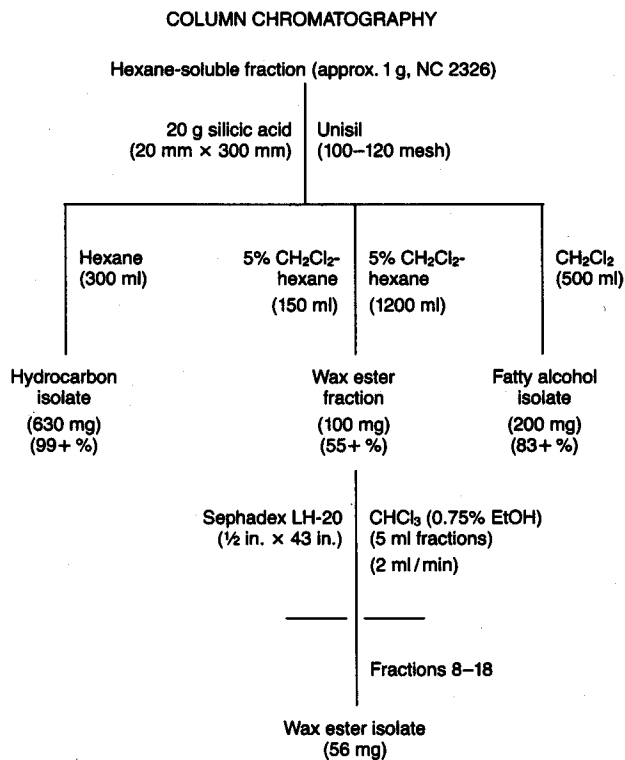 COLUMN CHROMATOGRAPHY
Hexane-soluble fraction (approx. 1 g, NC 2326)
20 g silicic acid
(20 mm × 300 mm)
Unisil
(100–120 mesh)
Hexane
(300 ml)
5% CH₂Cl₂-
hexane
(150 ml)
5% CH₂Cl₂-
hexane
(1200 ml)
CH₂Cl₂
(500 ml)
Hydrocarbon
isolate
(630 mg)
(99+ %)
Wax ester
fraction
(100 mg)
(55+ %)
Fatty alcohol
isolate
(200 mg)
(83+ %)
Sephadex LH-20
(½ in. × 43 in.)
CHCl₃ (0.75% EtOH)
(5 ml fractions)
(2 ml/min)
Fractions 8–18
Wax ester isolate
(56 mg)